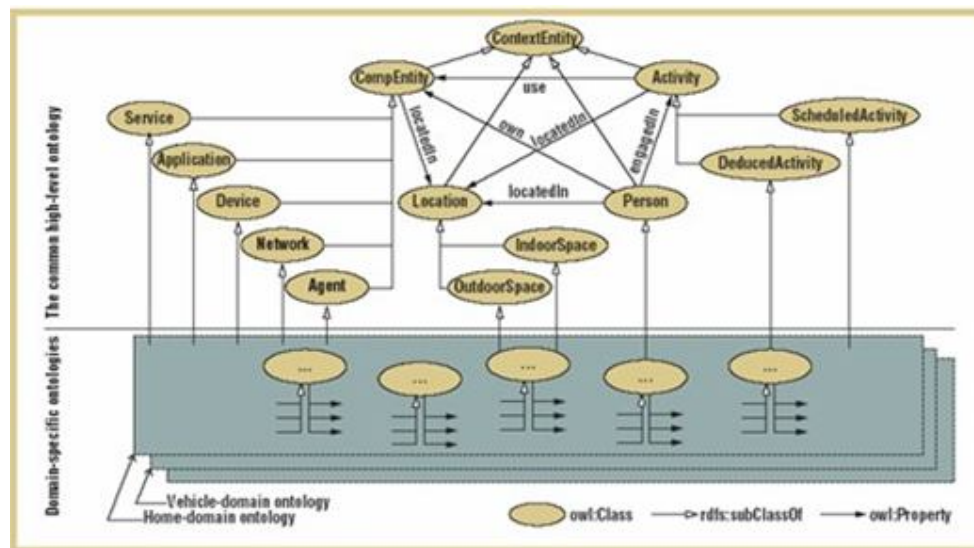 ContextEntity
CompEntity
Activity
use
Service
ScheduledActivity
locatedIn
own
locatedIn
engagedIn
Application
DeducedActivity
Device
Location
locatedIn
Person
Network
IndoorSpace
Agent
OutdoorSpace
The common high-level ontology
Domain-specific ontologies
...
...
...
...
...
Vehicle-domain ontology
Home-domain ontology
owl:Class
rdfs:subClassOf
owl:Property